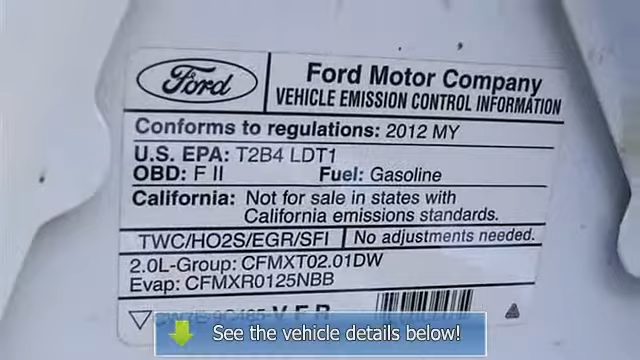 Ford
Ford Motor Company
VEHICLE EMISSION CONTROL INFORMATION
Conforms to regulations: 2012 MY
U.S. EPA: T2B4 LDT1
OBD: F II Fuel: Gasoline
California: Not for sale in states with
California emissions standards.
TWC/HO2S/EGR/SFI No adjustments needed.
2.0L-Group: CFMXT02.01DW
Evap: CFMXR0125NBB
See the vehicle details below!